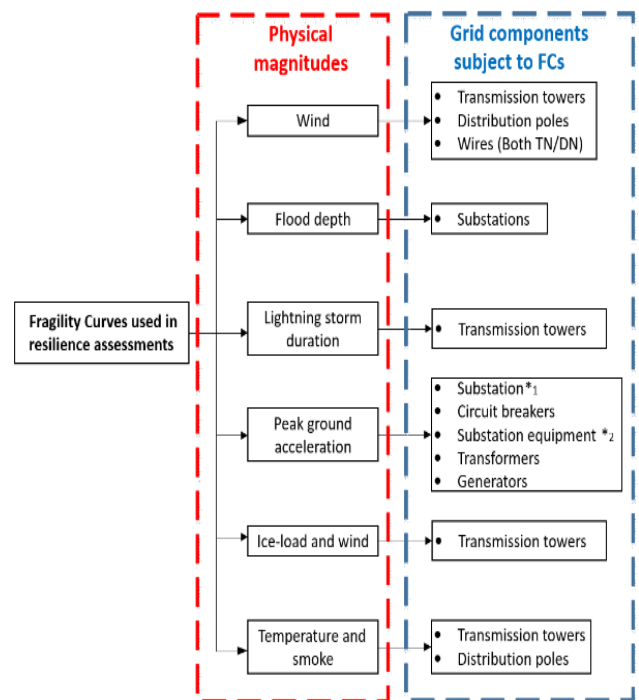 Physical
magnitudes
Grid components
subject to FCs
Fragility Curves used in
resilience assessments
Wind
• Transmission towers
• Distribution poles
• Wires (Both TN/DN)
Flood depth
• Substations
Lightning storm
duration
• Transmission towers
Peak ground
acceleration
• Substation*1
• Circuit breakers
• Substation equipment *2
• Transformers
• Generators
Ice-load and wind
• Transmission towers
Temperature and
smoke
• Transmission towers
• Distribution poles